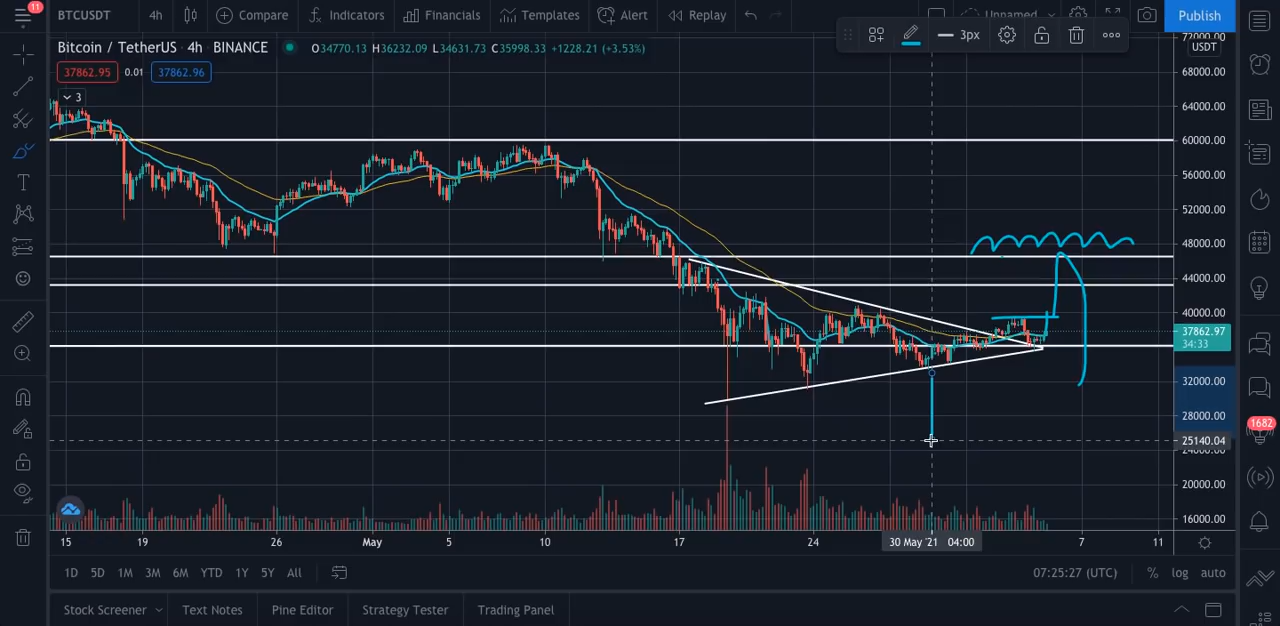 11
BTCUSDT
4h
Compare
Indicators
Financials
Templates
Alert
Replay
Unnamed
Publish
3px
Bitcoin / TetherUS · 4h · BINANCE
O34770.13 H36232.09 L34631.73 C35998.33 +1228.21 (+3.53%)
37862.95
0.01
37862.96
3
72000.00
USDT
68000.00
64000.00
60000.00
56000.00
52000.00
48000.00
44000.00
40000.00
37862.97
34:33
32000.00
28000.00
25140.04
24000.00
20000.00
16000.00
1682
15
19
26
May
5
10
17
24
30 May '21 04:00
7
11
1D
5D
1M
3M
6M
YTD
1Y
5Y
All
07:25:27 (UTC)
%
log
auto
Stock Screener
Text Notes
Pine Editor
Strategy Tester
Trading Panel